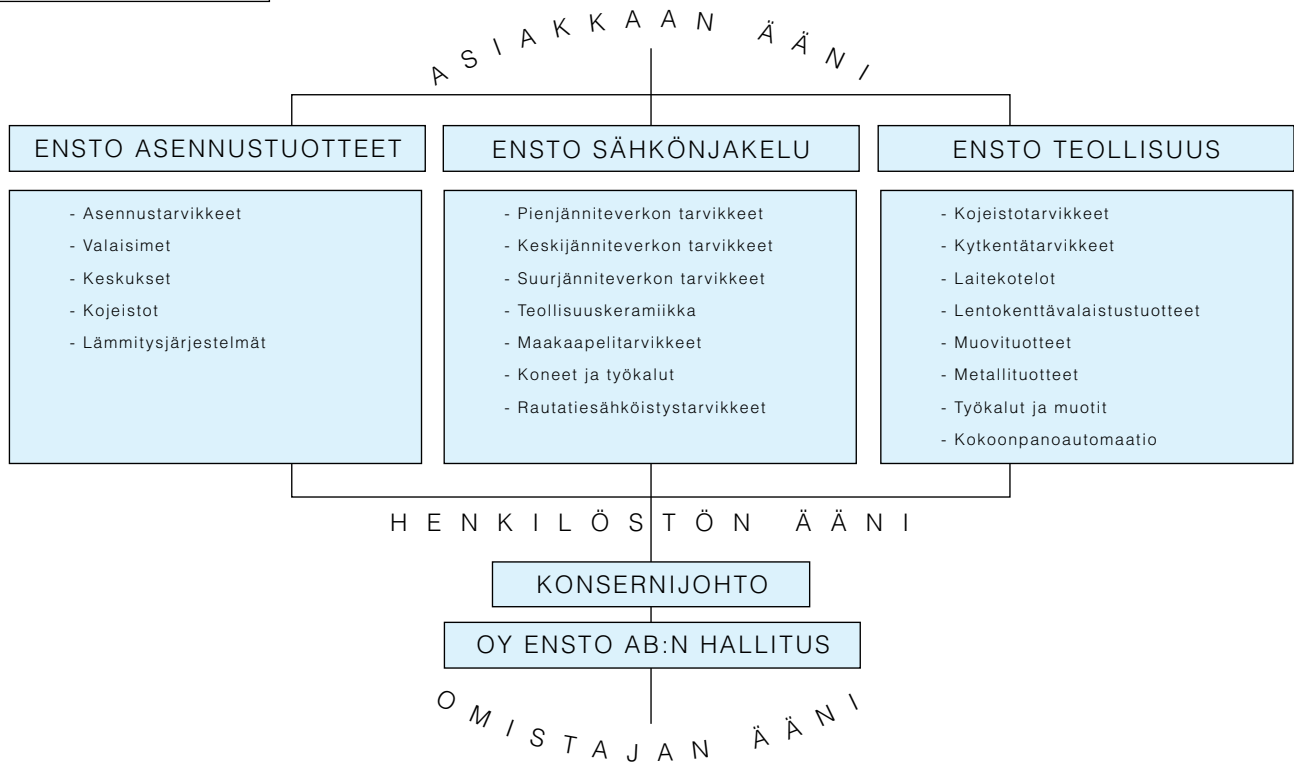 ASIAKKAAN ÄÄNI
ENSTO ASENNUSTUOTTEET
- Asennustarvikkeet
- Valaisimet
- Keskukset
- Kojeistot
- Lämmitysjärjestelmät
ENSTO SÄHKÖNJAKELU
- Pienjänniteverkon tarvikkeet
- Keskijänniteverkon tarvikkeet
- Suurjänniteverkon tarvikkeet
- Teollisuuskeramiikka
- Maakaapelitarvikkeet
- Koneet ja työkalut
- Rautatiesähköistystarvikkeet
ENSTO TEOLLISUUS
- Kojeistotarvikkeet
- Kytkentätarvikkeet
- Laitekotelot
- Lentokenttävalaistustuotteet
- Muovituotteet
- Metallituotteet
- Työkalut ja muotit
- Kokoonpanoautomaatio
HENKILÖSTÖN ÄÄNI
KONSERNIJOHTO
OY ENSTO AB:N HALLITUS
OMISTAJAN ÄÄNI